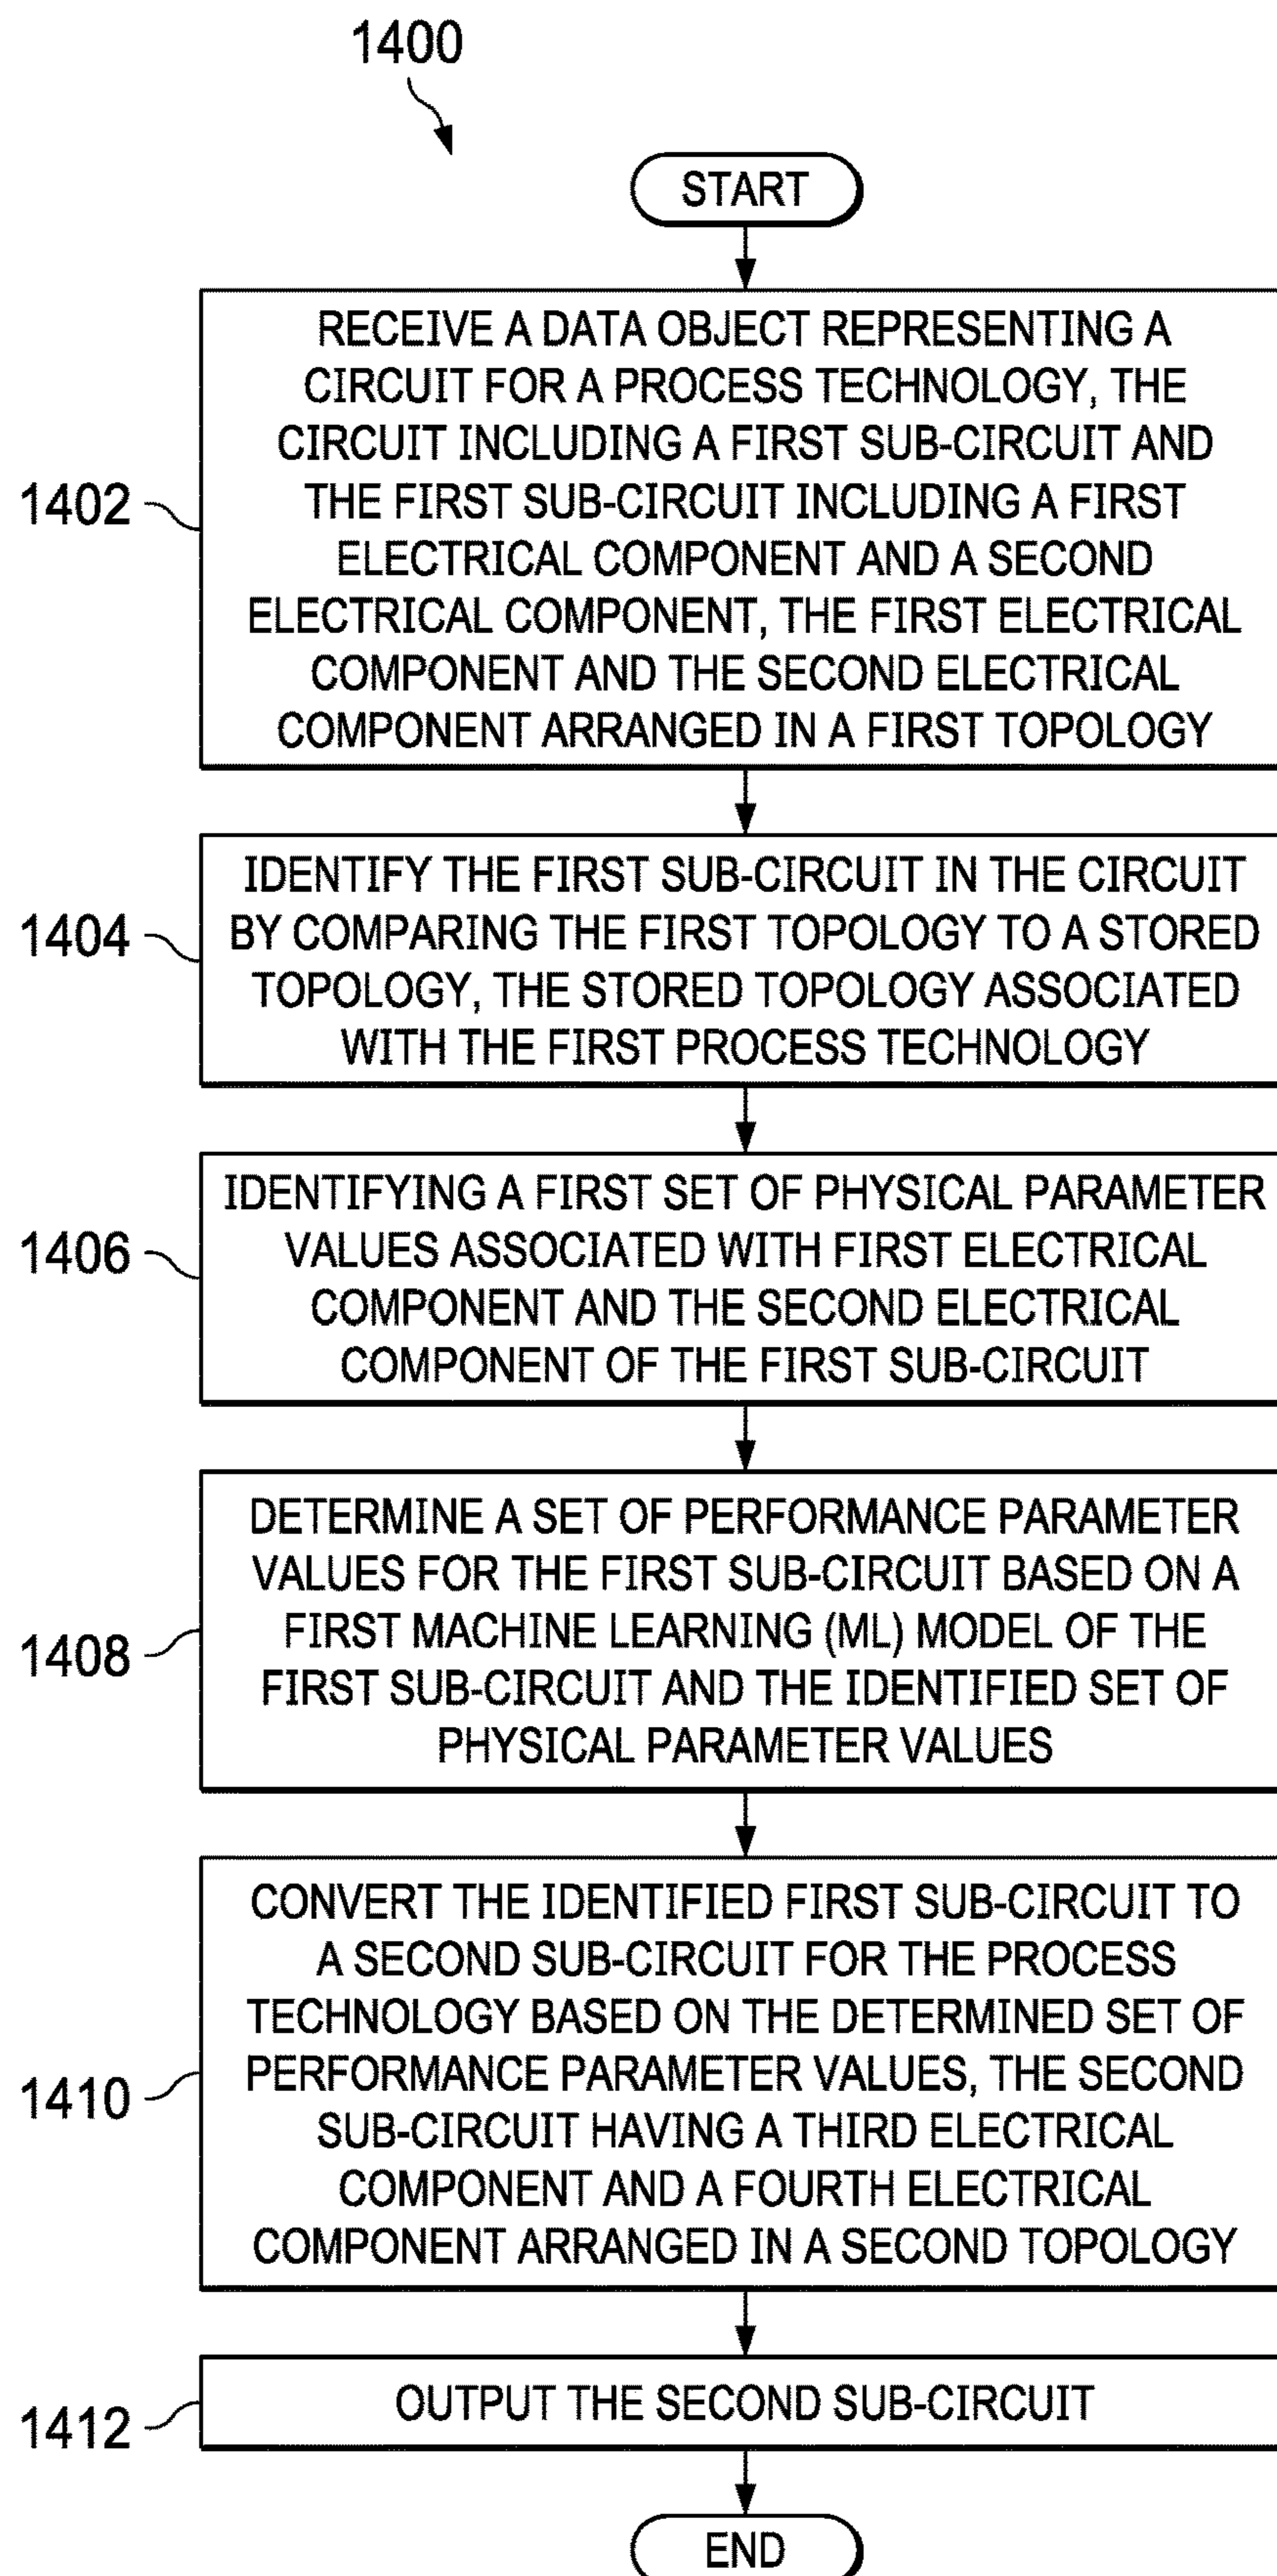 1400
START
RECEIVE A DATA OBJECT REPRESENTING A
CIRCUIT FOR A PROCESS TECHNOLOGY, THE
CIRCUIT INCLUDING A FIRST SUB-CIRCUIT AND
THE FIRST SUB-CIRCUIT INCLUDING A FIRST
ELECTRICAL COMPONENT AND A SECOND
ELECTRICAL COMPONENT, THE FIRST ELECTRICAL
COMPONENT AND THE SECOND ELECTRICAL
COMPONENT ARRANGED IN A FIRST TOPOLOGY
1402
IDENTIFY THE FIRST SUB-CIRCUIT IN THE CIRCUIT
BY COMPARING THE FIRST TOPOLOGY TO A STORED
TOPOLOGY, THE STORED TOPOLOGY ASSOCIATED
WITH THE FIRST PROCESS TECHNOLOGY
1404
IDENTIFYING A FIRST SET OF PHYSICAL PARAMETER
VALUES ASSOCIATED WITH FIRST ELECTRICAL
COMPONENT AND THE SECOND ELECTRICAL
COMPONENT OF THE FIRST SUB-CIRCUIT
1406
DETERMINE A SET OF PERFORMANCE PARAMETER
VALUES FOR THE FIRST SUB-CIRCUIT BASED ON A
FIRST MACHINE LEARNING (ML) MODEL OF THE
FIRST SUB-CIRCUIT AND THE IDENTIFIED SET OF
PHYSICAL PARAMETER VALUES
1408
CONVERT THE IDENTIFIED FIRST SUB-CIRCUIT TO
A SECOND SUB-CIRCUIT FOR THE PROCESS
TECHNOLOGY BASED ON THE DETERMINED SET OF
PERFORMANCE PARAMETER VALUES, THE SECOND
SUB-CIRCUIT HAVING A THIRD ELECTRICAL
COMPONENT AND A FOURTH ELECTRICAL
COMPONENT ARRANGED IN A SECOND TOPOLOGY
1410
OUTPUT THE SECOND SUB-CIRCUIT
1412
END